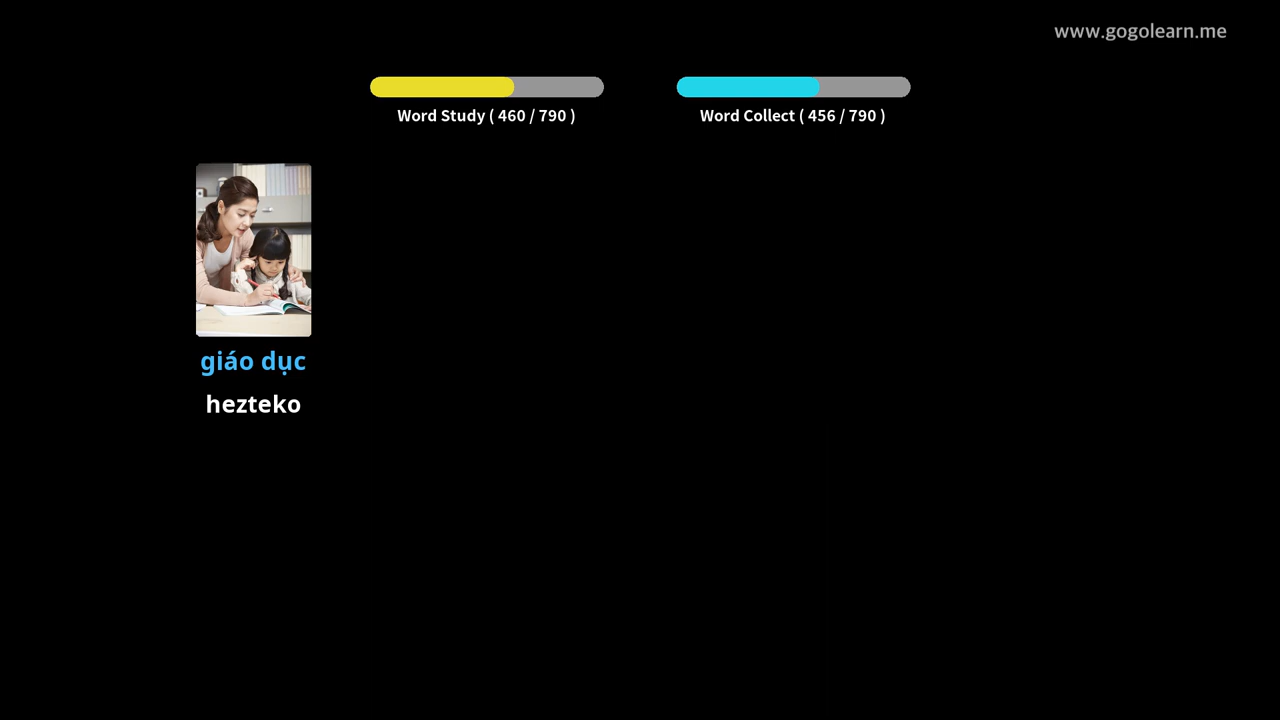 www.gogolearn.me
Word Study ( 460 / 790 )
Word Collect ( 456 / 790 )
giáo dục
hezteko